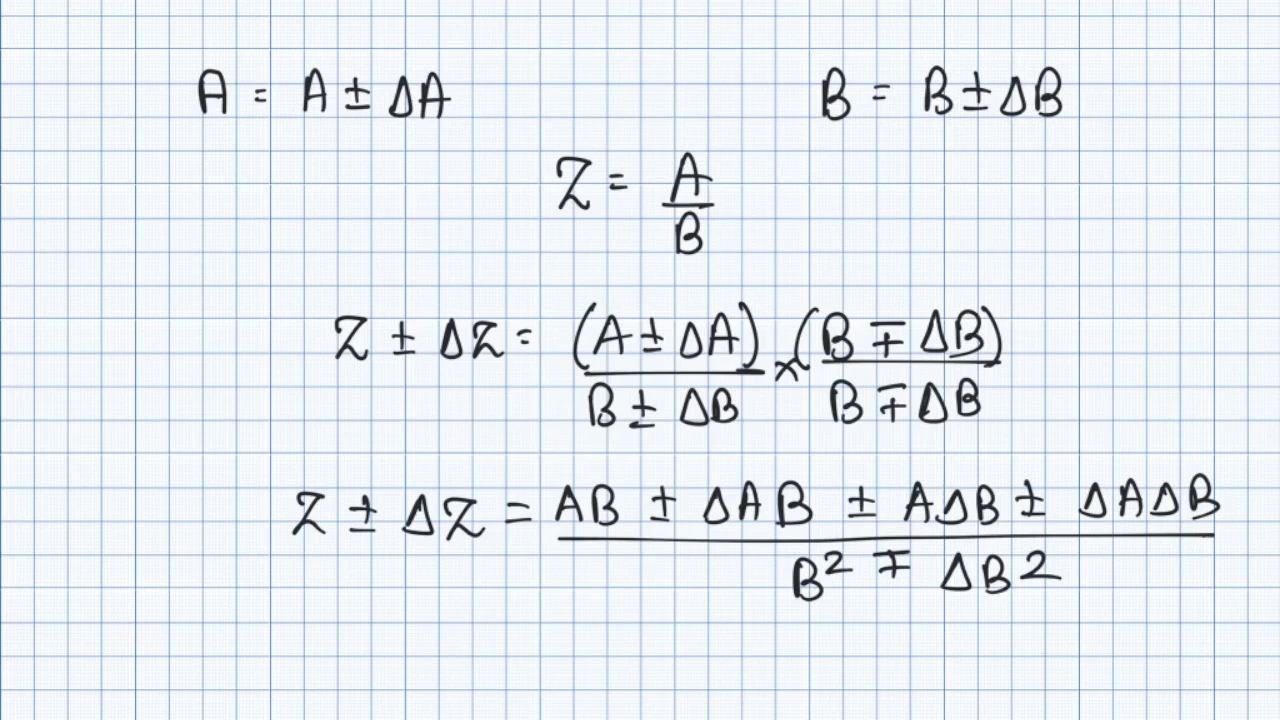 A = A ± ΔA B = B ± ΔB
Z = A/B
Z ± ΔZ = (A ± ΔA)/(B ± ΔB) × (B ∓ ΔB)/(B ∓ ΔB)
Z ± ΔZ = (AB ± ΔAB ± AΔB ± ΔAΔB)/(B² ∓ ΔB²)